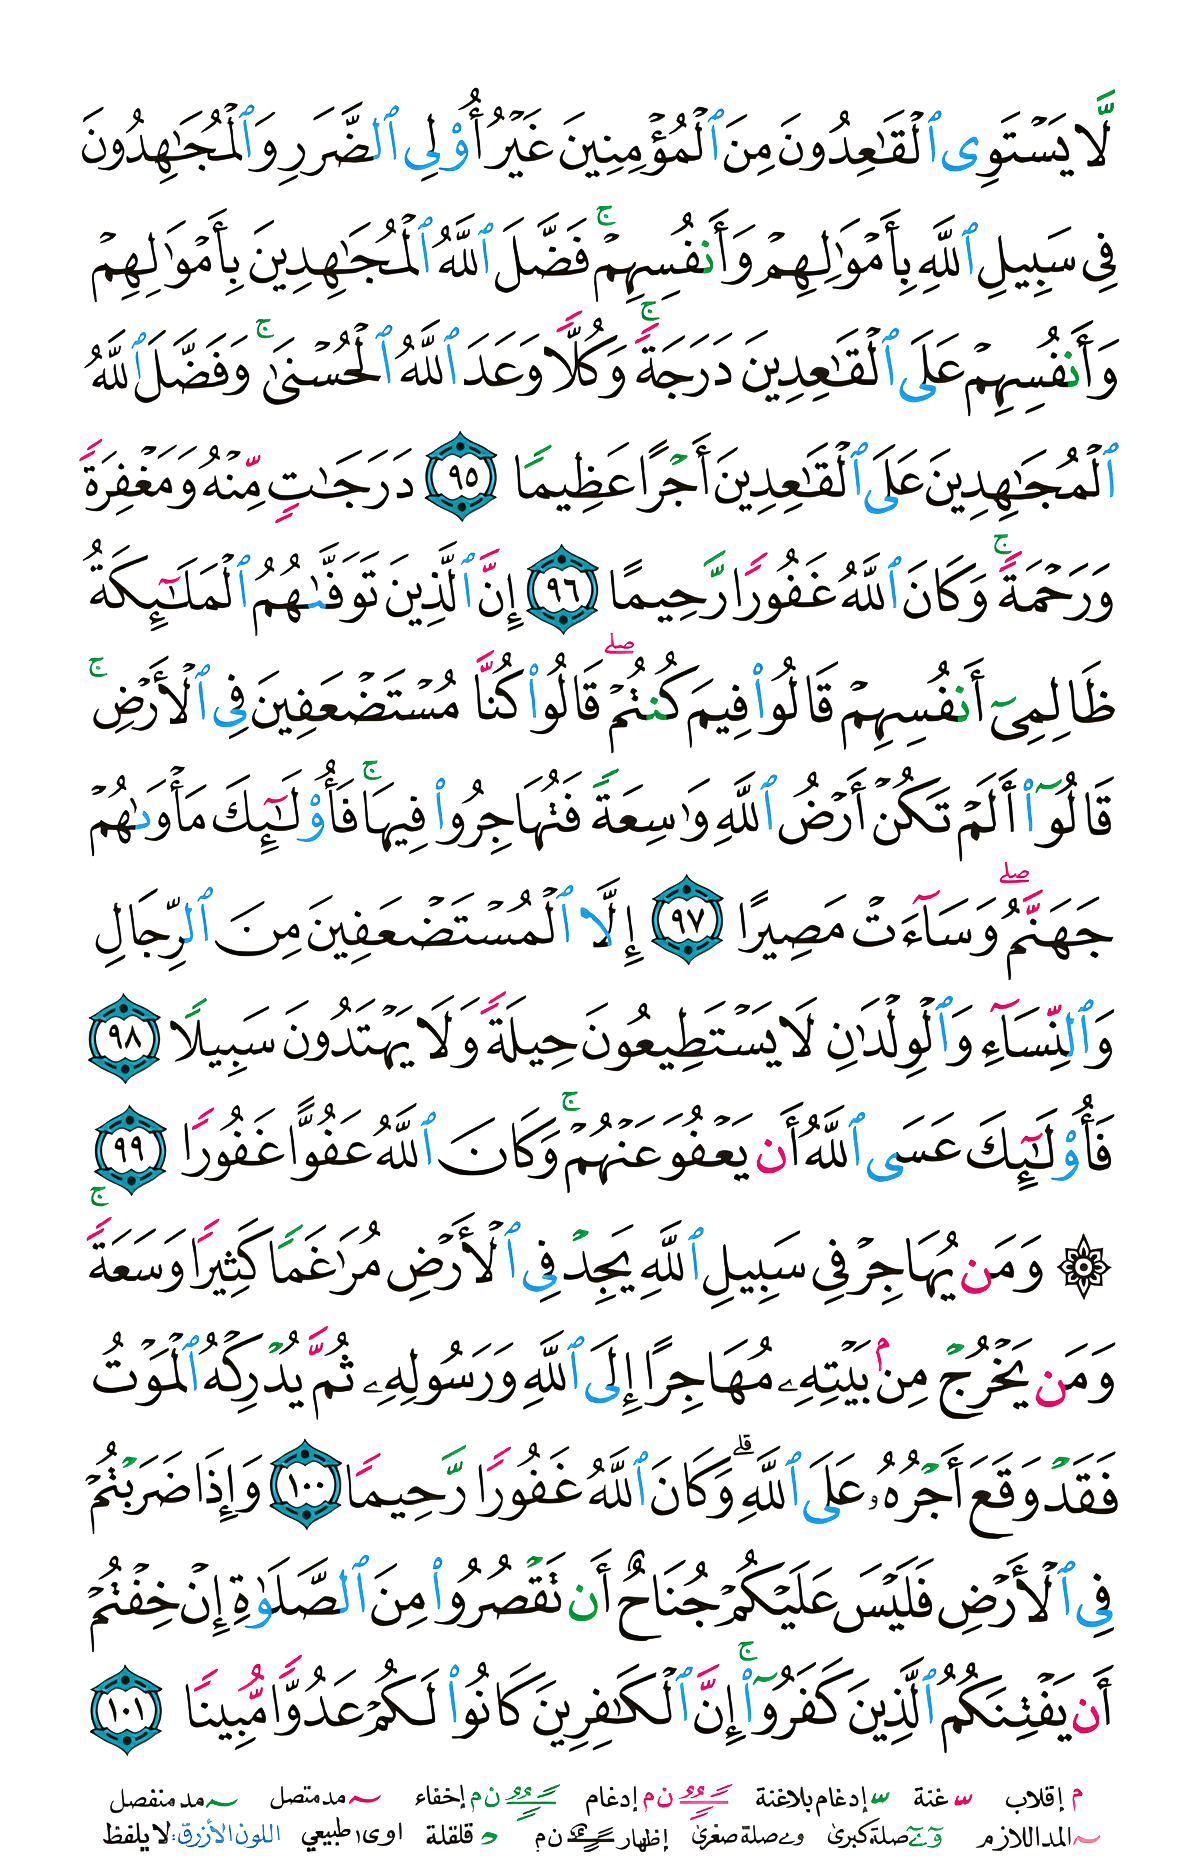 لَّا يَسْتَوِى ٱلْقَـٰعِدُونَ مِنَ ٱلْمُؤْمِنِينَ غَيْرُ أُو۟لِى ٱلضَّرَرِ وَٱلْمُجَـٰهِدُونَ
فِى سَبِيلِ ٱللَّهِ بِأَمْوَٰلِهِمْ وَأَنفُسِهِمْ ۚ فَضَّلَ ٱللَّهُ ٱلْمُجَـٰهِدِينَ بِأَمْوَٰلِهِمْ
وَأَنفُسِهِمْ عَلَى ٱلْقَـٰعِدِينَ دَرَجَةً ۚ وَكُلًّا وَعَدَ ٱللَّهُ ٱلْحُسْنَىٰ ۚ وَفَضَّلَ ٱللَّهُ
ٱلْمُجَـٰهِدِينَ عَلَى ٱلْقَـٰعِدِينَ أَجْرًا عَظِيمًا ٩٥ دَرَجَـٰتٍ مِّنْهُ وَمَغْفِرَةً
وَرَحْمَةً ۚ وَكَانَ ٱللَّهُ غَفُورًا رَّحِيمًا ٩٦ إِنَّ ٱلَّذِينَ تَوَفَّىٰهُمُ ٱلْمَلَـٰٓئِكَةُ
ظَالِمِىٓ أَنفُسِهِمْ قَالُوا۟ فِيمَ كُنتُمْ ۖ قَالُوا۟ كُنَّا مُسْتَضْعَفِينَ فِى ٱلْأَرْضِ ۚ
قَالُوٓا۟ أَلَمْ تَكُنْ أَرْضُ ٱللَّهِ وَٰسِعَةً فَتُهَاجِرُوا۟ فِيهَا ۚ فَأُو۟لَـٰٓئِكَ مَأْوَىٰهُمْ
جَهَنَّمُ ۖ وَسَآءَتْ مَصِيرًا ٩٧ إِلَّا ٱلْمُسْتَضْعَفِينَ مِنَ ٱلرِّجَالِ
وَٱلنِّسَآءِ وَٱلْوِلْدَٰنِ لَا يَسْتَطِيعُونَ حِيلَةً وَلَا يَهْتَدُونَ سَبِيلًا ٩٨
فَأُو۟لَـٰٓئِكَ عَسَى ٱللَّهُ أَن يَعْفُوَ عَنْهُمْ ۚ وَكَانَ ٱللَّهُ عَفُوًّا غَفُورًا ٩٩
۞ وَمَن يُهَاجِرْ فِى سَبِيلِ ٱللَّهِ يَجِدْ فِى ٱلْأَرْضِ مُرَٰغَمًا كَثِيرًا وَسَعَةً ۚ
وَمَن يَخْرُجْ مِنۢ بَيْتِهِۦ مُهَاجِرًا إِلَى ٱللَّهِ وَرَسُولِهِۦ ثُمَّ يُدْرِكْهُ ٱلْمَوْتُ
فَقَدْ وَقَعَ أَجْرُهُۥ عَلَى ٱللَّهِ ۗ وَكَانَ ٱللَّهُ غَفُورًا رَّحِيمًا ١٠٠ وَإِذَا ضَرَبْتُمْ
فِى ٱلْأَرْضِ فَلَيْسَ عَلَيْكُمْ جُنَاحٌ أَن تَقْصُرُوا۟ مِنَ ٱلصَّلَوٰةِ إِنْ خِفْتُمْ
أَن يَفْتِنَكُمُ ٱلَّذِينَ كَفَرُوٓا۟ ۚ إِنَّ ٱلْكَـٰفِرِينَ كَانُوا۟ لَكُمْ عَدُوًّا مُّبِينًا ١٠١
م إقلاب غنة إدغام بلا غنة ن م إدغام ن م إخفاء مد متصل مد منفصل
المد اللازم صلة كبرى و ے صلة صغرى إظهار ن م قلقلة ا و ى ٰ طبيعي اللون الأزرق: لا يلفظ